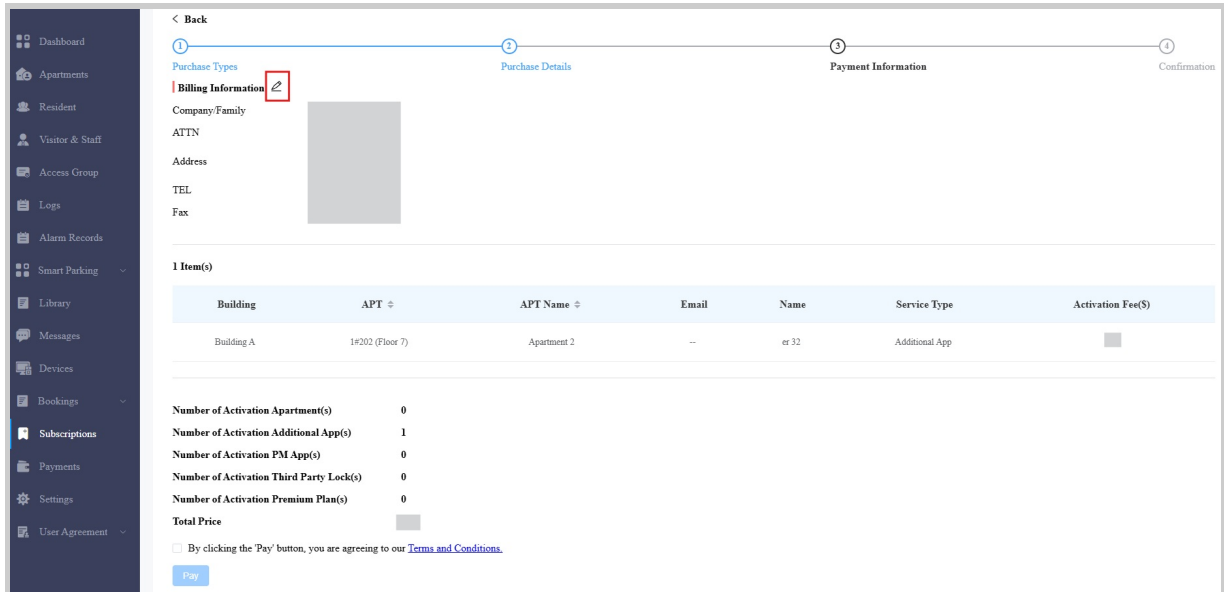 < Back
Dashboard
Apartments
Resident
Visitor & Staff
Access Group
Logs
Alarm Records
Smart Parking
Library
Messages
Devices
Bookings
Subscriptions
Payments
Settings
User Agreement
1 2 3 4
Purchase Types Purchase Details Payment Information Confirmation
Billing Information
Company/Family
ATTN
Address
TEL
Fax
1 Item(s)
Building APT APT Name Email Name Service Type Activation Fee($)
Building A 1#202 (Floor 7) Apartment 2 -- er 32 Additional App
Number of Activation Apartment(s) 0
Number of Activation Additional App(s) 1
Number of Activation PM App(s) 0
Number of Activation Third Party Lock(s) 0
Number of Activation Premium Plan(s) 0
Total Price
By clicking the 'Pay' button, you are agreeing to our Terms and Conditions.
Pay